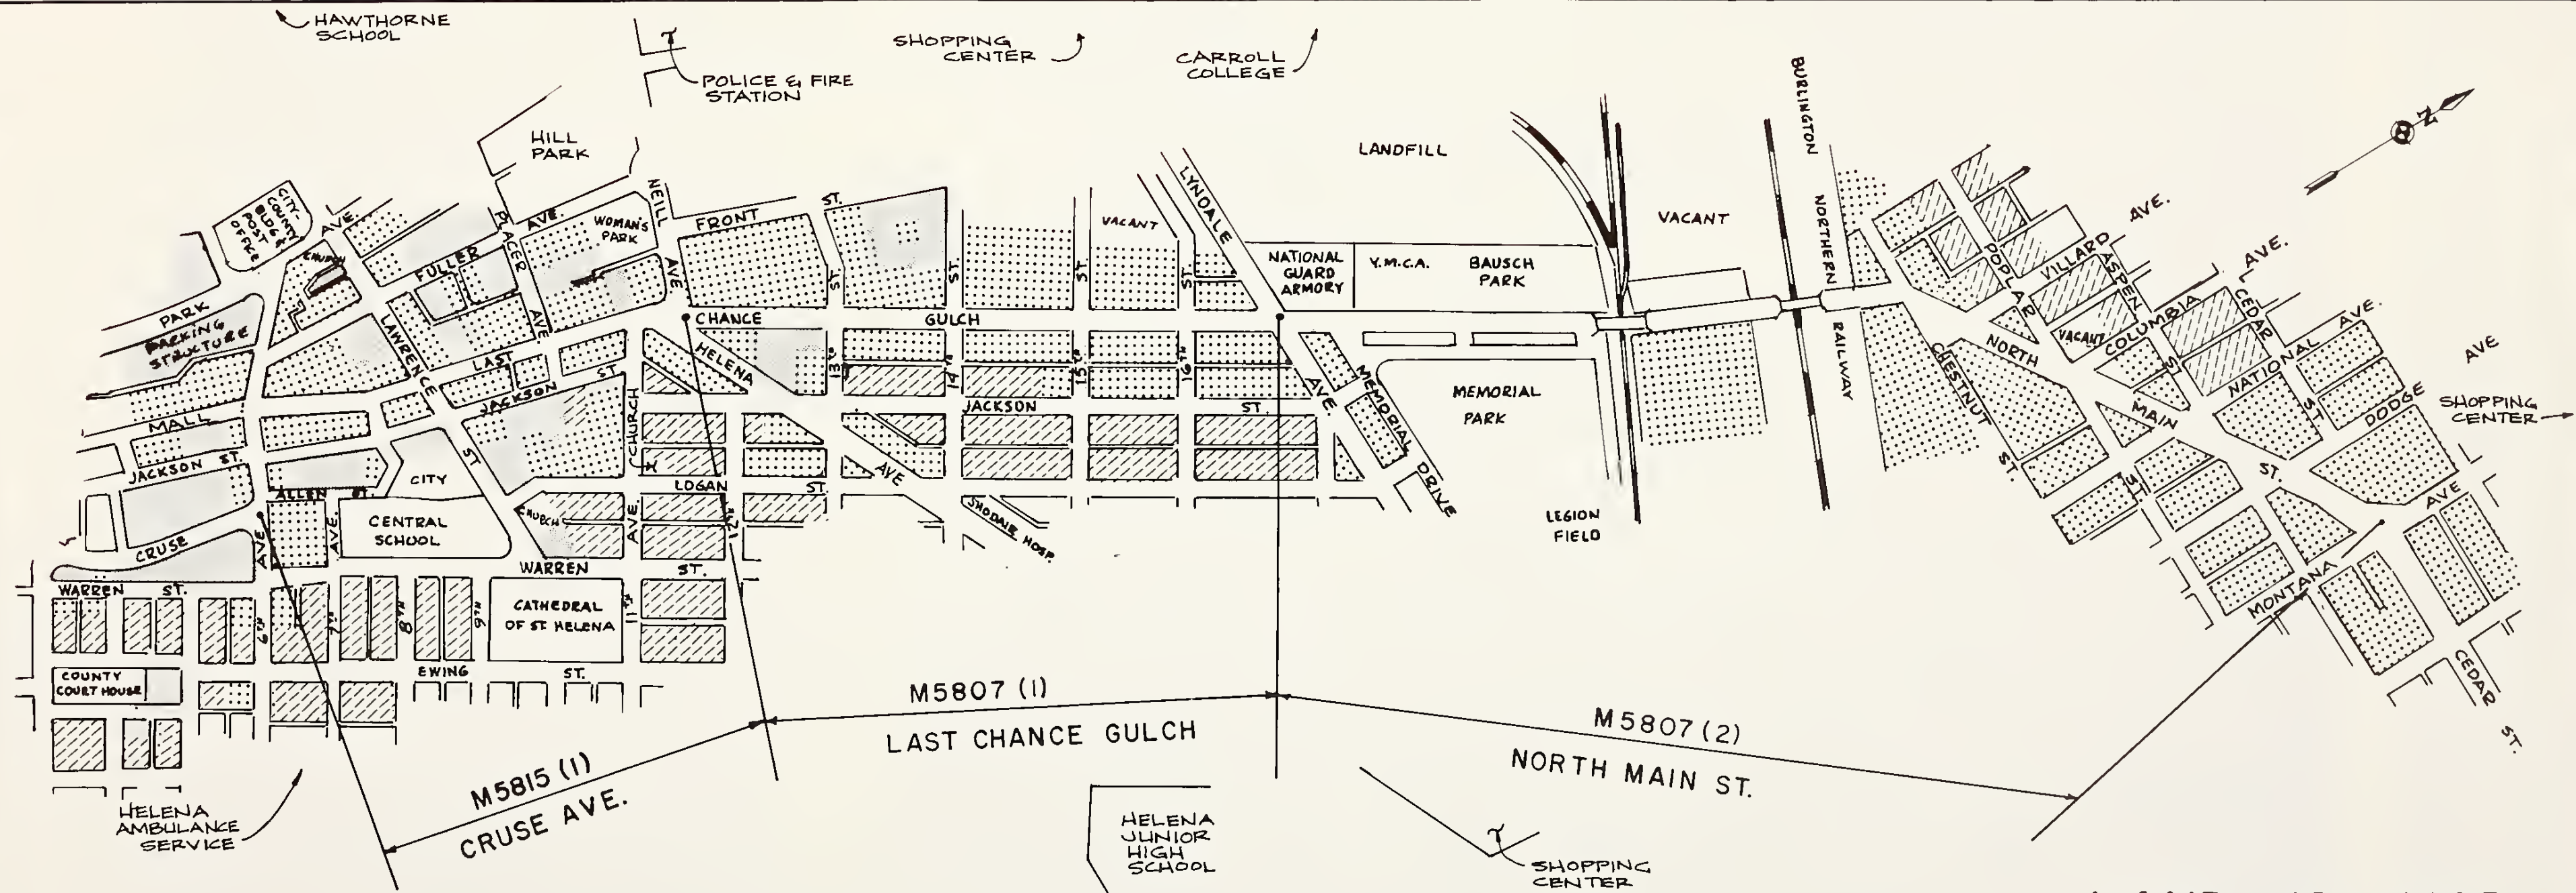 HAWTHORNE
SCHOOL
POLICE & FIRE
STATION
SHOPPING
CENTER
CARROLL
COLLEGE
HILL
PARK
LANDFILL
BURLINGTON
NORTHERN
RAILWAY
N
CITY-
COUNTY
BLDG &
POST
OFFICE
AVE.
CHURCH
FULLER
AVE.
PLACER
AVE
WOMAN'S
PARK
NEILL
AVE
FRONT
ST.
VACANT
LYNDALE
AVE
NATIONAL
GUARD
ARMORY
Y.M.C.A.
BAUSCH
PARK
VACANT
POPLAR
VILLARD
AVE.
ASPEN
ST
COLUMBIA
AVE.
VACANT
CEDAR
ST
NATIONAL
AVE.
DODGE
AVE
SHOPPING
CENTER
PARK
PARKING
STRUCTURE
LAWRENCE
ST
LAST
CHANCE
GULCH
HELENA
AVE
13TH
ST.
14TH
ST.
15TH
ST.
16TH
ST.
MALL
JACKSON ST
JACKSON
ST
JACKSON
ST.
CHURCH
MEMORIAL
DRIVE
MEMORIAL
PARK
NORTH
MAIN
ST.
CHESTNUT
ST.
ST
ALLEN ST.
CITY
CENTRAL
SCHOOL
CHURCH
LOGAN
ST.
SHODAIR HOSP.
LEGION
FIELD
AVE
MONTANA
CEDAR
ST.
CRUSE
AVE
AVE
AVE
WARREN ST.
WARREN
ST.
6TH
7TH
8TH
9TH
11TH
12TH
CATHEDRAL
OF ST HELENA
COUNTY
COURT HOUSE
EWING
ST.
M5815 (1)
CRUSE AVE.
M5807 (1)
LAST CHANCE GULCH
M5807 (2)
NORTH MAIN ST.
HELENA
AMBULANCE
SERVICE
HELENA
JUNIOR
HIGH
SCHOOL
SHOPPING
CENTER